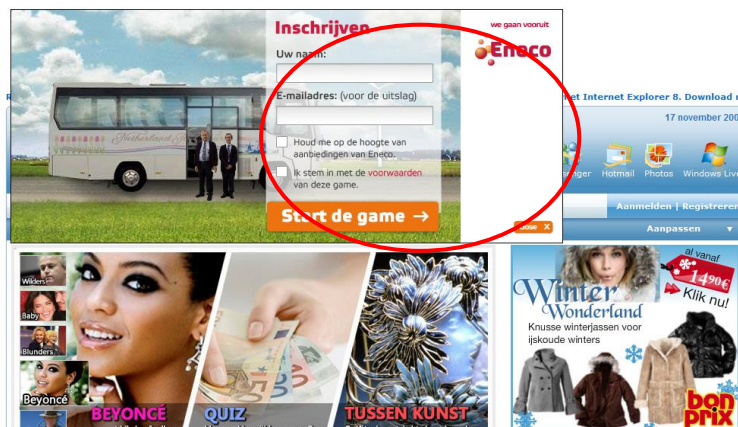 Inschrijven
we gaan vooruit
Eneco
Uw naam:
E-mailadres: (voor de uitslag)
Houd me op de hoogte van
aanbiedingen van Eneco.
Ik stem in met de voorwaarden
van deze game.
Start de game →
Close X
Netherland
et Internet Explorer 8. Download
17 november 200
Hotmail
Photos
Windows Live
Aanmelden | Registreren
Aanpassen
Wilders
Baby
Blunders
Beyoncé
BEYONCÉ
QUIZ
TUSSEN KUNST
al vanaf
14,90€
Klik nu!
Winter
Wonderland
Knusse winterjassen voor
ijskoude winters
bon
prix